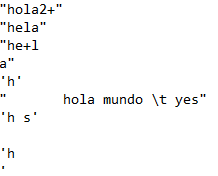 "hola2+"
"hela"
"he+l
a"
'h'
"       hola mundo \t yes"
'h s'

'h
'